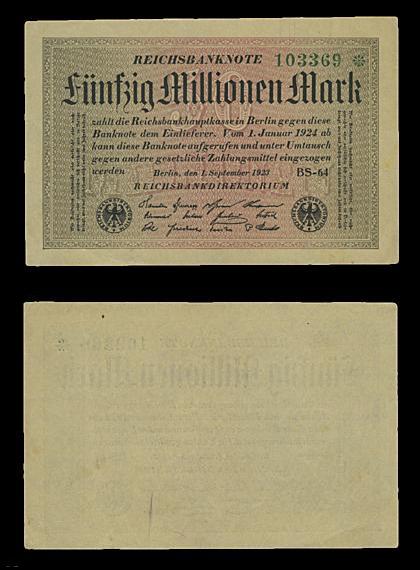 REICHSBANKNOTE 103369 *
Fünfzig Millionen Mark
zahlt die Reichsbankhauptkasse in Berlin gegen diese
Banknote dem Einlieferer. Vom 1. Januar 1924 ab
kann diese Banknote aufgerufen und unter Umtausch
gegen andere gesetzliche Zahlungsmittel eingezogen
werden Berlin, den 1. September 1923 BS-64
REICHSBANKDIREKTORIUM